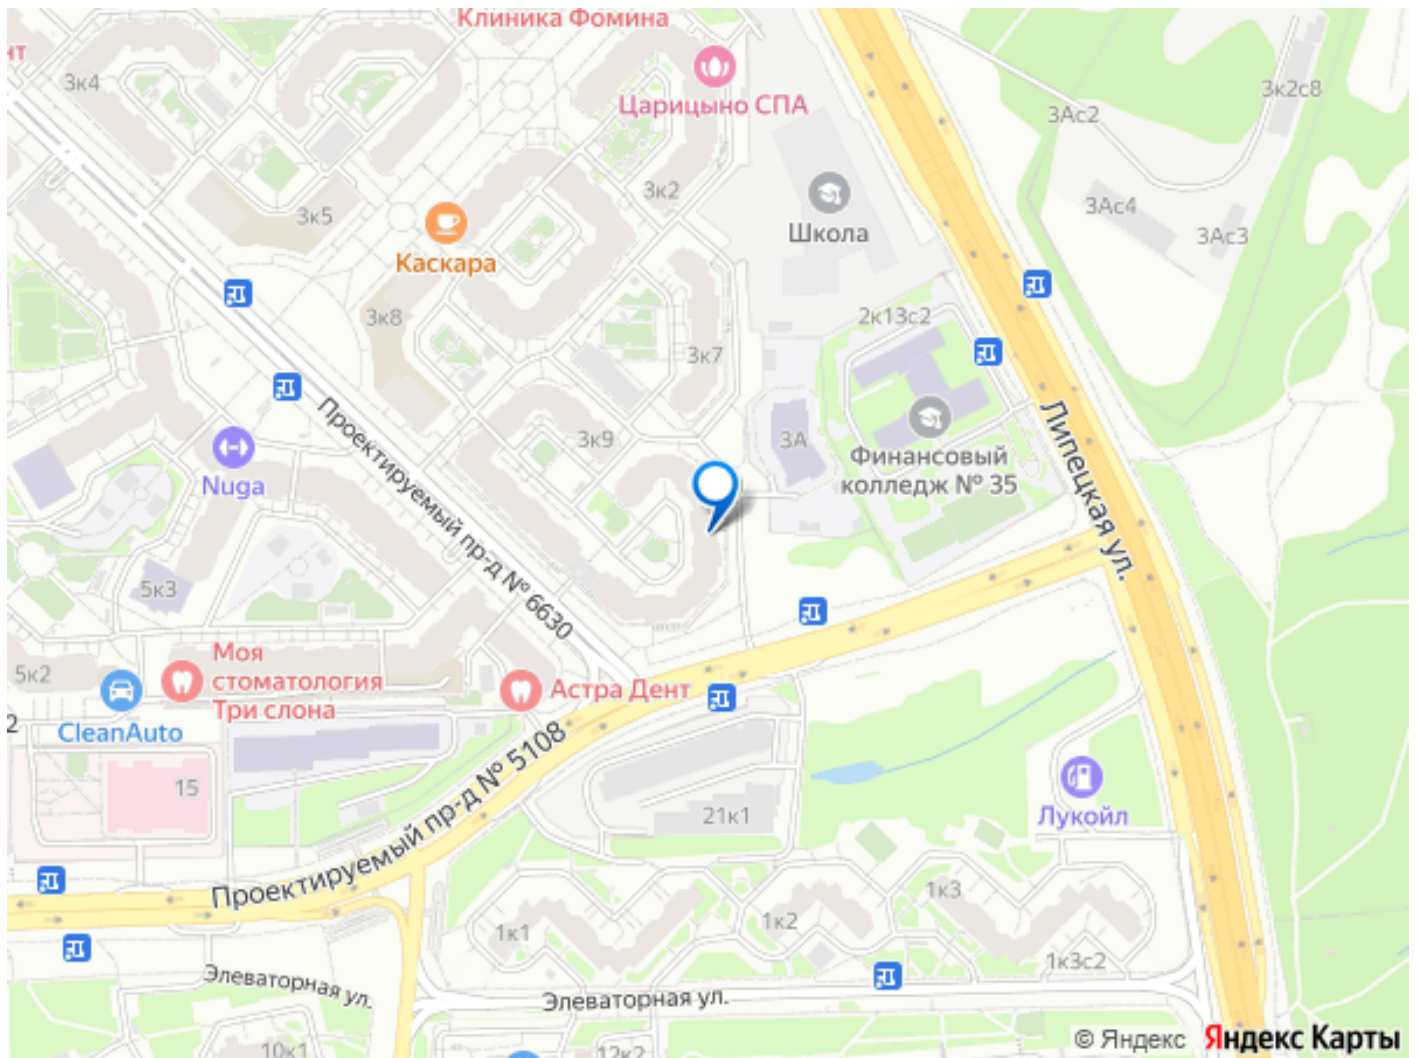 Клиника Фомина
нт
3к4
Царицыно СПА
3к2с8
3Ас2
3к2
3к5
Школа
3Ас4
3Ас3
Каскара
3к8
2к13с2
3к7
Проектируемый пр-д № 6630
3к9
3А
Липецкая ул.
Финансовый
колледж № 35
Nuga
5к3
5к2
Моя
стоматология
Три слона
Астра Дент
2
CleanAuto
Проектируемый пр-д № 5108
15
21к1
Лукойл
1к3
1к2
1к1
1к3с2
Элеваторная ул.
Элеваторная ул.
10к1
12к2
© Яндекс Яндекс Карты